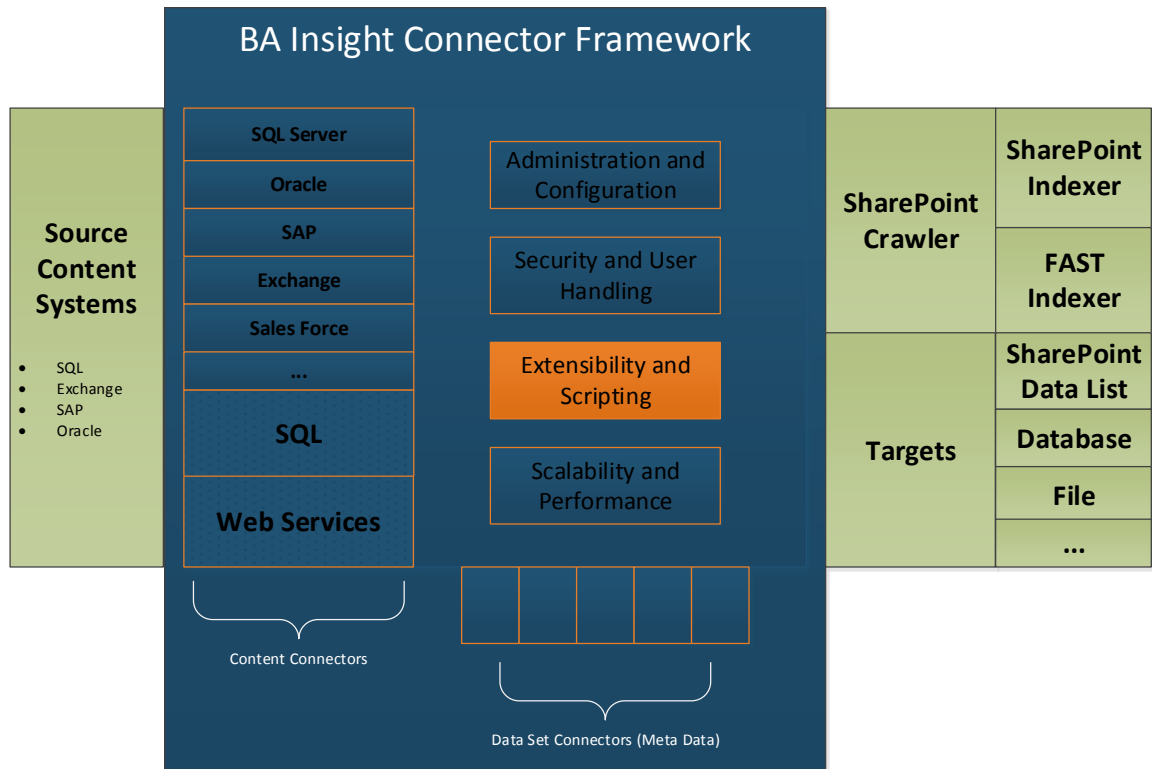 BA Insight Connector Framework
Source
Content
Systems
• SQL
• Exchange
• SAP
• Oracle
SQL Server
Oracle
SAP
Exchange
Sales Force
...
SQL
Web Services
Content Connectors
Administration and
Configuration
Security and User
Handling
Extensibility and
Scripting
Scalability and
Performance
Data Set Connectors (Meta Data)
SharePoint
Crawler
SharePoint
Indexer
FAST
Indexer
Targets
SharePoint
Data List
Database
File
...